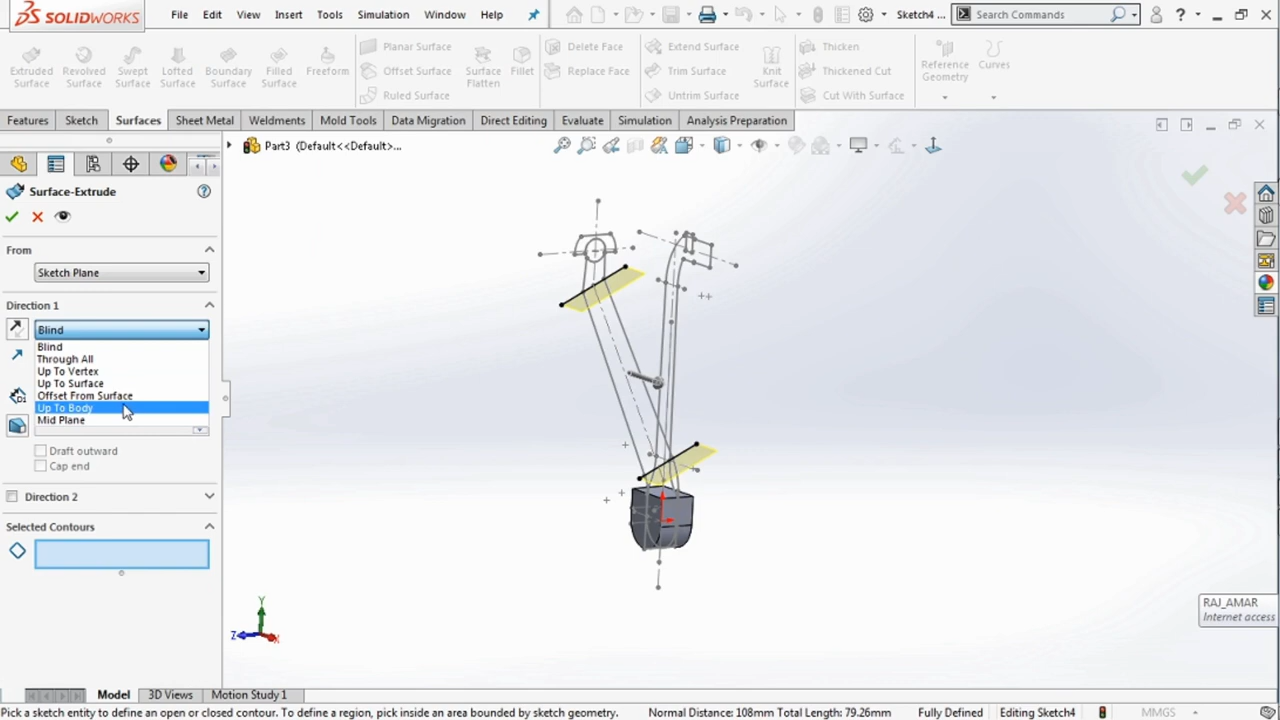 SOLIDWORKS File Edit View Insert Tools Simulation Window Help Sketch4 ... Search Commands ?
Extruded Surface
Revolved Surface
Swept Surface
Lofted Surface
Boundary Surface
Filled Surface
Freeform
Planar Surface
Offset Surface
Ruled Surface
Surface Flatten
Fillet
Delete Face
Replace Face
Extend Surface
Trim Surface
Untrim Surface
Knit Surface
Thicken
Thickened Cut
Cut With Surface
Reference Geometry
Curves
Features Sketch Surfaces Sheet Metal Weldments Mold Tools Data Migration Direct Editing Evaluate Simulation Analysis Preparation
Part3 (Default<<Default>...
Surface-Extrude ?
From
Sketch Plane
Direction 1
Blind
Blind
Through All
Up To Vertex
Up To Surface
Offset From Surface
Up To Body
Mid Plane
Draft outward
Cap end
Direction 2
Selected Contours
Y
Z
RAJ_AMAR
Internet access
Model 3D Views Motion Study 1
Pick a sketch entity to define an open or closed contour. To define a region, pick inside an area bounded by sketch geometry. Normal Distance: 108mm Total Length: 79.26mm Fully Defined Editing Sketch4 MMGS